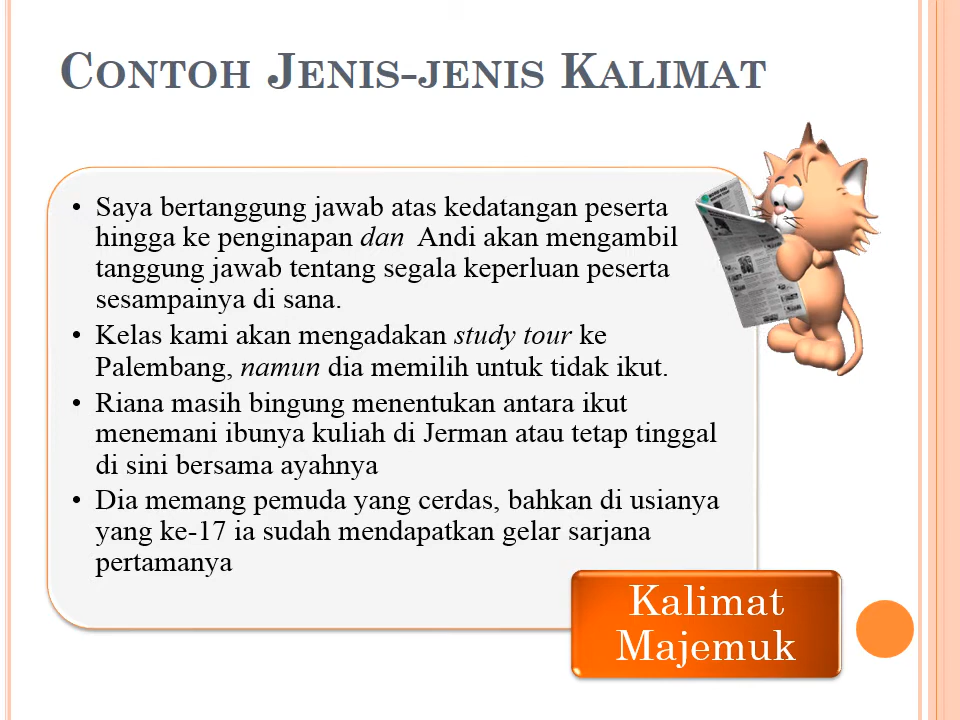 Contoh Jenis-jenis Kalimat
• Saya bertanggung jawab atas kedatangan peserta
hingga ke penginapan dan Andi akan mengambil
tanggung jawab tentang segala keperluan peserta
sesampainya di sana.
• Kelas kami akan mengadakan study tour ke
Palembang, namun dia memilih untuk tidak ikut.
• Riana masih bingung menentukan antara ikut
menemani ibunya kuliah di Jerman atau tetap tinggal
di sini bersama ayahnya
• Dia memang pemuda yang cerdas, bahkan di usianya
yang ke-17 ia sudah mendapatkan gelar sarjana
pertamanya
Kalimat
Majemuk